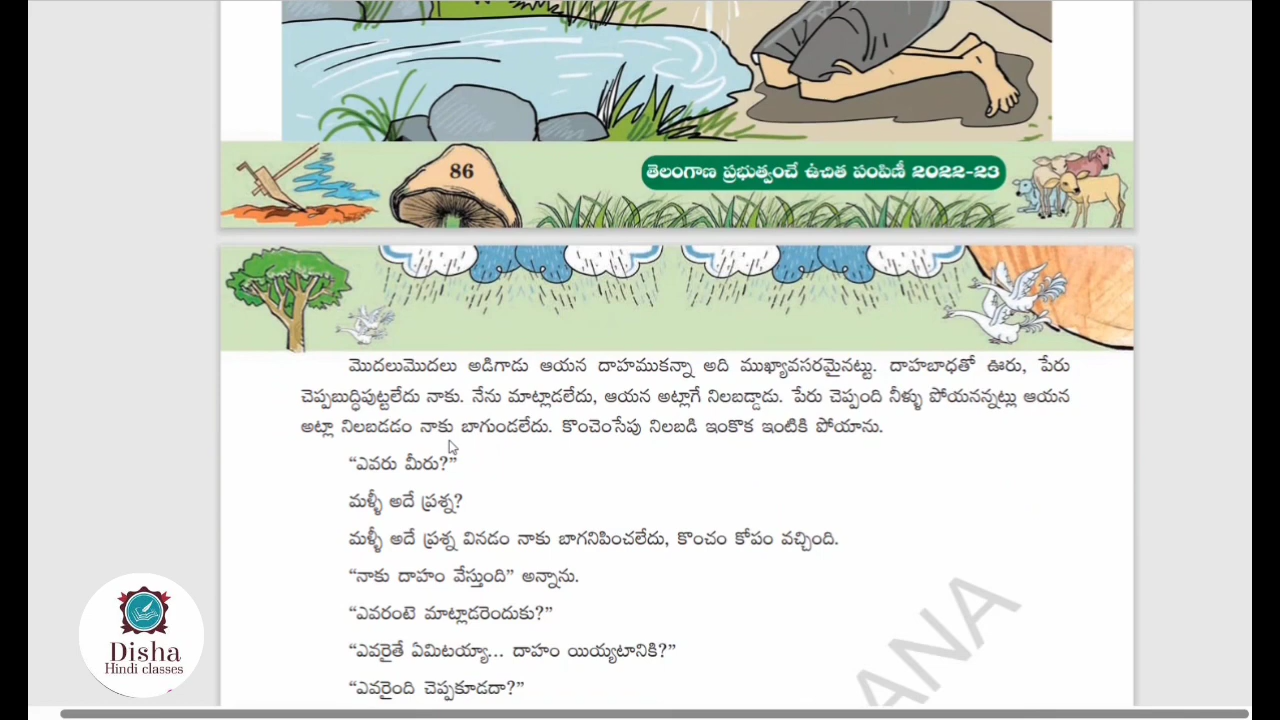 86
తెలంగాణ ప్రభుత్వంచే ఉచిత పంపిణీ 2022-23
మొదలుమొదలు అడిగాడు ఆయన దాహముకన్నా అది ముఖ్యావసరమైనట్టు. దాహబాధతో ఊరు, పేరు
చెప్పబుద్ధిపుట్టలేదు నాకు. నేను మాట్లాడలేదు, ఆయన అట్లాగే నిలబడ్డాడు. పేరు చెప్పంది నీళ్ళు పోయనన్నట్లు ఆయన
అట్లా నిలబడడం నాకు బాగుండలేదు. కొంచెంసేపు నిలబడి ఇంకొక ఇంటికి పోయాను.
“ఎవరు మీరు?”
మళ్ళీ అదే ప్రశ్న?
మళ్ళీ అదే ప్రశ్న వినడం నాకు బాగనిపించలేదు, కొంచం కోపం వచ్చింది.
“నాకు దాహం వేస్తుంది” అన్నాను.
“ఎవరంటె మాట్లాడరెందుకు?”
“ఎవరైతే ఏమిటయ్యా... దాహం యియ్యటానికి?”
“ఎవరైంది చెప్పకూడదా?”
ANA
Disha
Hindi classes